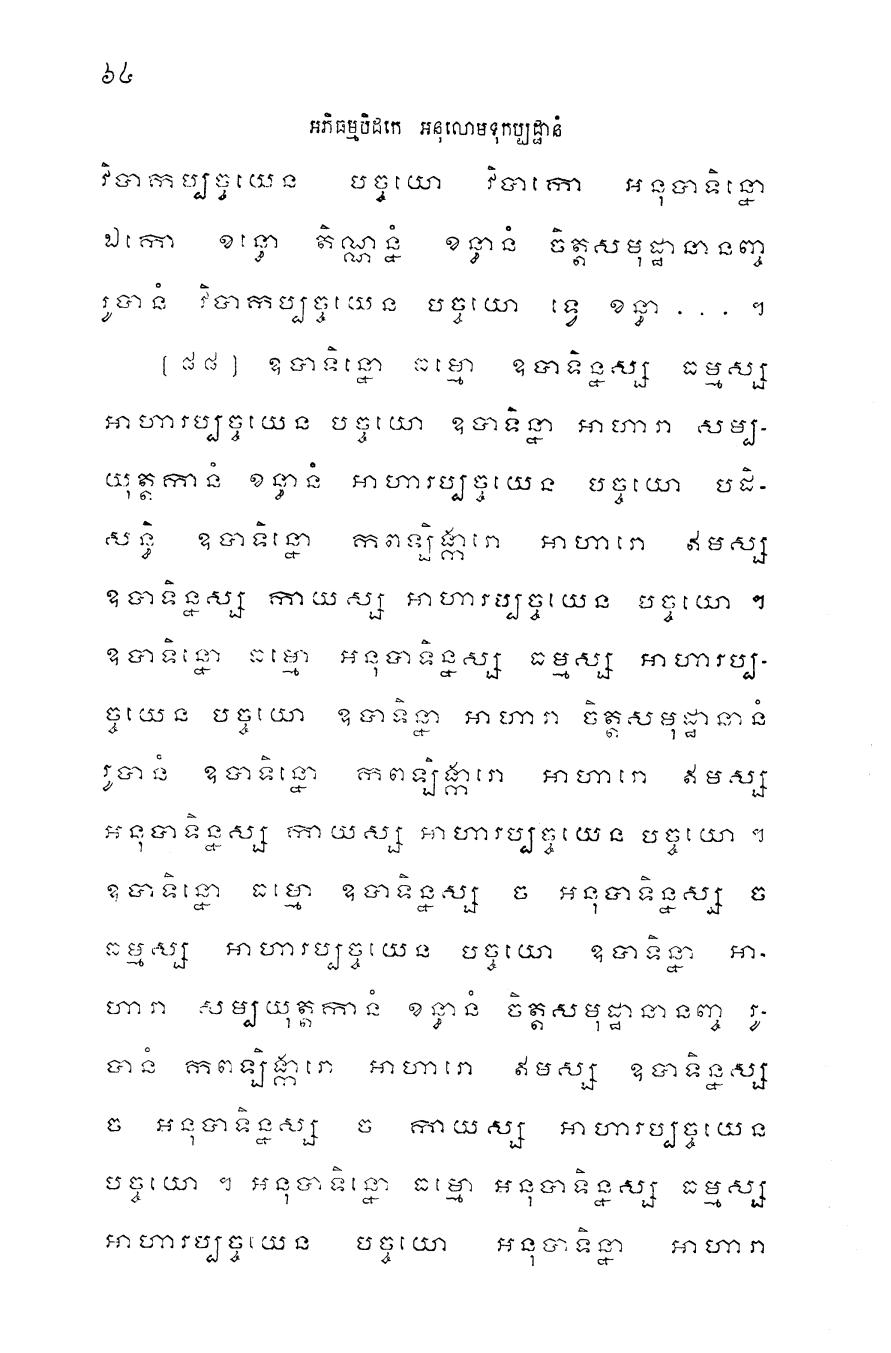 ៦៤
អភិធម្មបិដកេ អនុលោមទុកប្បដ្ឋានំ
វិបាកប្បច្ចយេន បច្ចយោ វិបាកោ អនុបាទិន្នោ
ឯកោ ខន្ធោ តិណ្ណន្នំ ខន្ធានំ ចិត្តសមុដ្ឋានានញ្ច
រូបានំ វិបាកប្បច្ចយេន បច្ចយោ ទ្វេ ខន្ធា . . . ។
[៨៨] ឧបាទិន្នោ ធម្មោ ឧបាទិន្នស្ស ធម្មស្ស
អាហារប្បច្ចយេន បច្ចយោ ឧបាទិន្នា អាហារា សម្ប-
យុត្តកានំ ខន្ធានំ អាហារប្បច្ចយេន បច្ចយោ បដិ-
សន្ធិ ឧបាទិន្នោ កពឡិង្ការោ អាហារោ ឥមស្ស
ឧបាទិន្នស្ស កាយស្ស អាហារប្បច្ចយេន បច្ចយោ ។
ឧបាទិន្នោ ធម្មោ អនុបាទិន្នស្ស ធម្មស្ស អាហារប្ប-
ច្ចយេន បច្ចយោ ឧបាទិន្នា អាហារា ចិត្តសមុដ្ឋានានំ
រូបានំ ឧបាទិន្នោ កពឡិង្ការោ អាហារោ ឥមស្ស
អនុបាទិន្នស្ស កាយស្ស អាហារប្បច្ចយេន បច្ចយោ ។
ឧបាទិន្នោ ធម្មោ ឧបាទិន្នស្ស ច អនុបាទិន្នស្ស ច
ធម្មស្ស អាហារប្បច្ចយេន បច្ចយោ ឧបាទិន្នា អា-
ហារា សម្បយុត្តកានំ ខន្ធានំ ចិត្តសមុដ្ឋានានញ្ច រូ-
បានំ កពឡិង្ការោ អាហារោ ឥមស្ស ឧបាទិន្នស្ស
ច អនុបាទិន្នស្ស ច កាយស្ស អាហារប្បច្ចយេន
បច្ចយោ ។ អនុបាទិន្នោ ធម្មោ អនុបាទិន្នស្ស ធម្មស្ស
អាហារប្បច្ចយេន បច្ចយោ អនុបាទិន្នា អាហារា